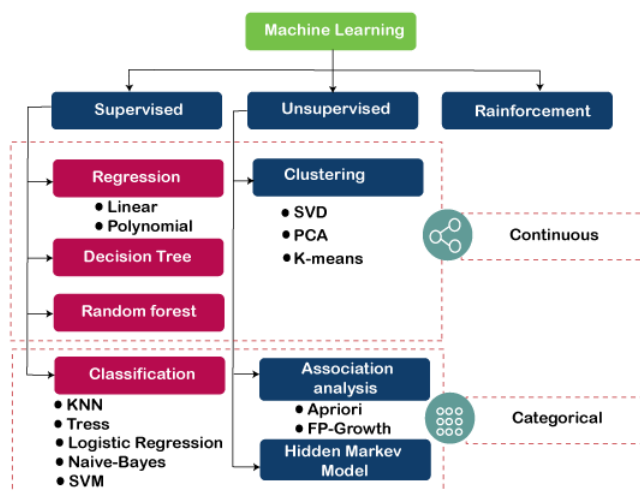 Machine Learning
Supervised
Unsupervised
Rainforcement
Regression
• Linear
• Polynomial
Decision Tree
Random forest
Clustering
• SVD
• PCA
• K-means
Continuous
Classification
• KNN
• Tress
• Logistic Regression
• Naive-Bayes
• SVM
Association
analysis
• Apriori
• FP-Growth
Hidden Markev
Model
Categorical